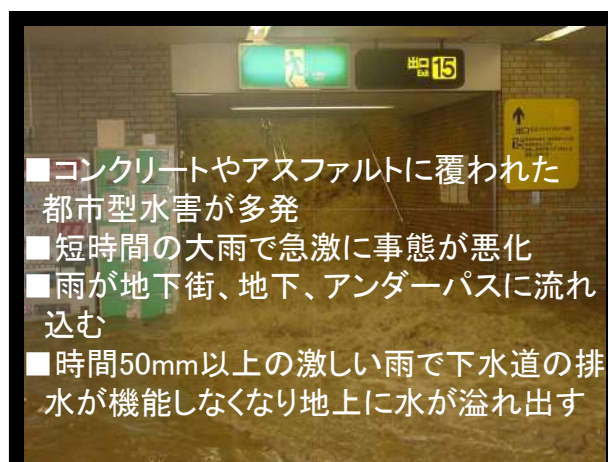 出口 Exit 15
出口
■コンクリートやアスファルトに覆われた
都市型水害が多発
■短時間の大雨で急激に事態が悪化
■雨が地下街、地下、アンダーパスに流れ
込む
■時間50mm以上の激しい雨で下水道の排
水が機能しなくなり地上に水が溢れ出す